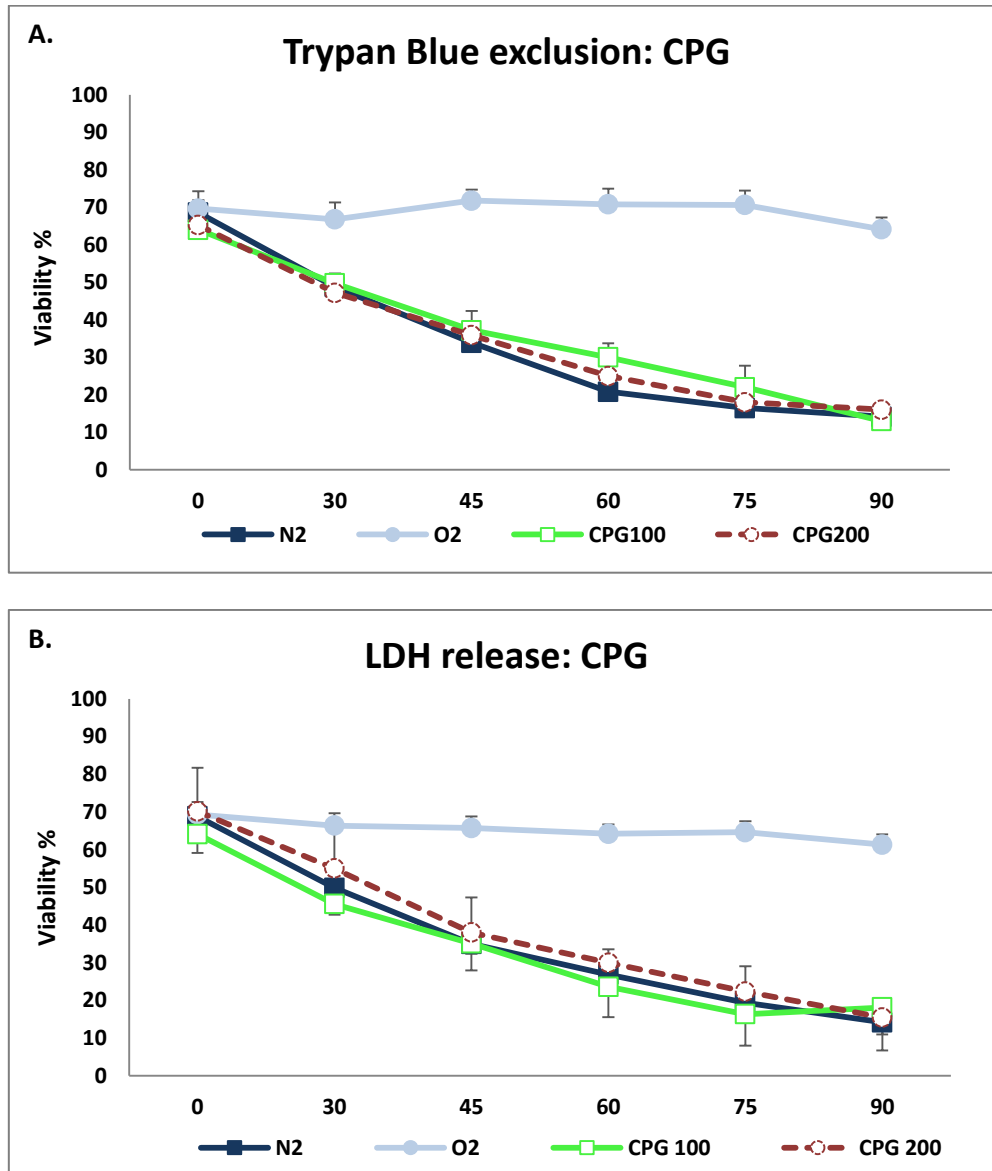 A.
Trypan Blue exclusion: CPG
100
90
80
70
60
50
40
30
20
10
0
Viability %
0 30 45 60 75 90
N2 O2 CPG100 CPG200
B.
LDH release: CPG
100
90
80
70
60
50
40
30
20
10
0
Viability %
0 30 45 60 75 90
N2 O2 CPG 100 CPG 200